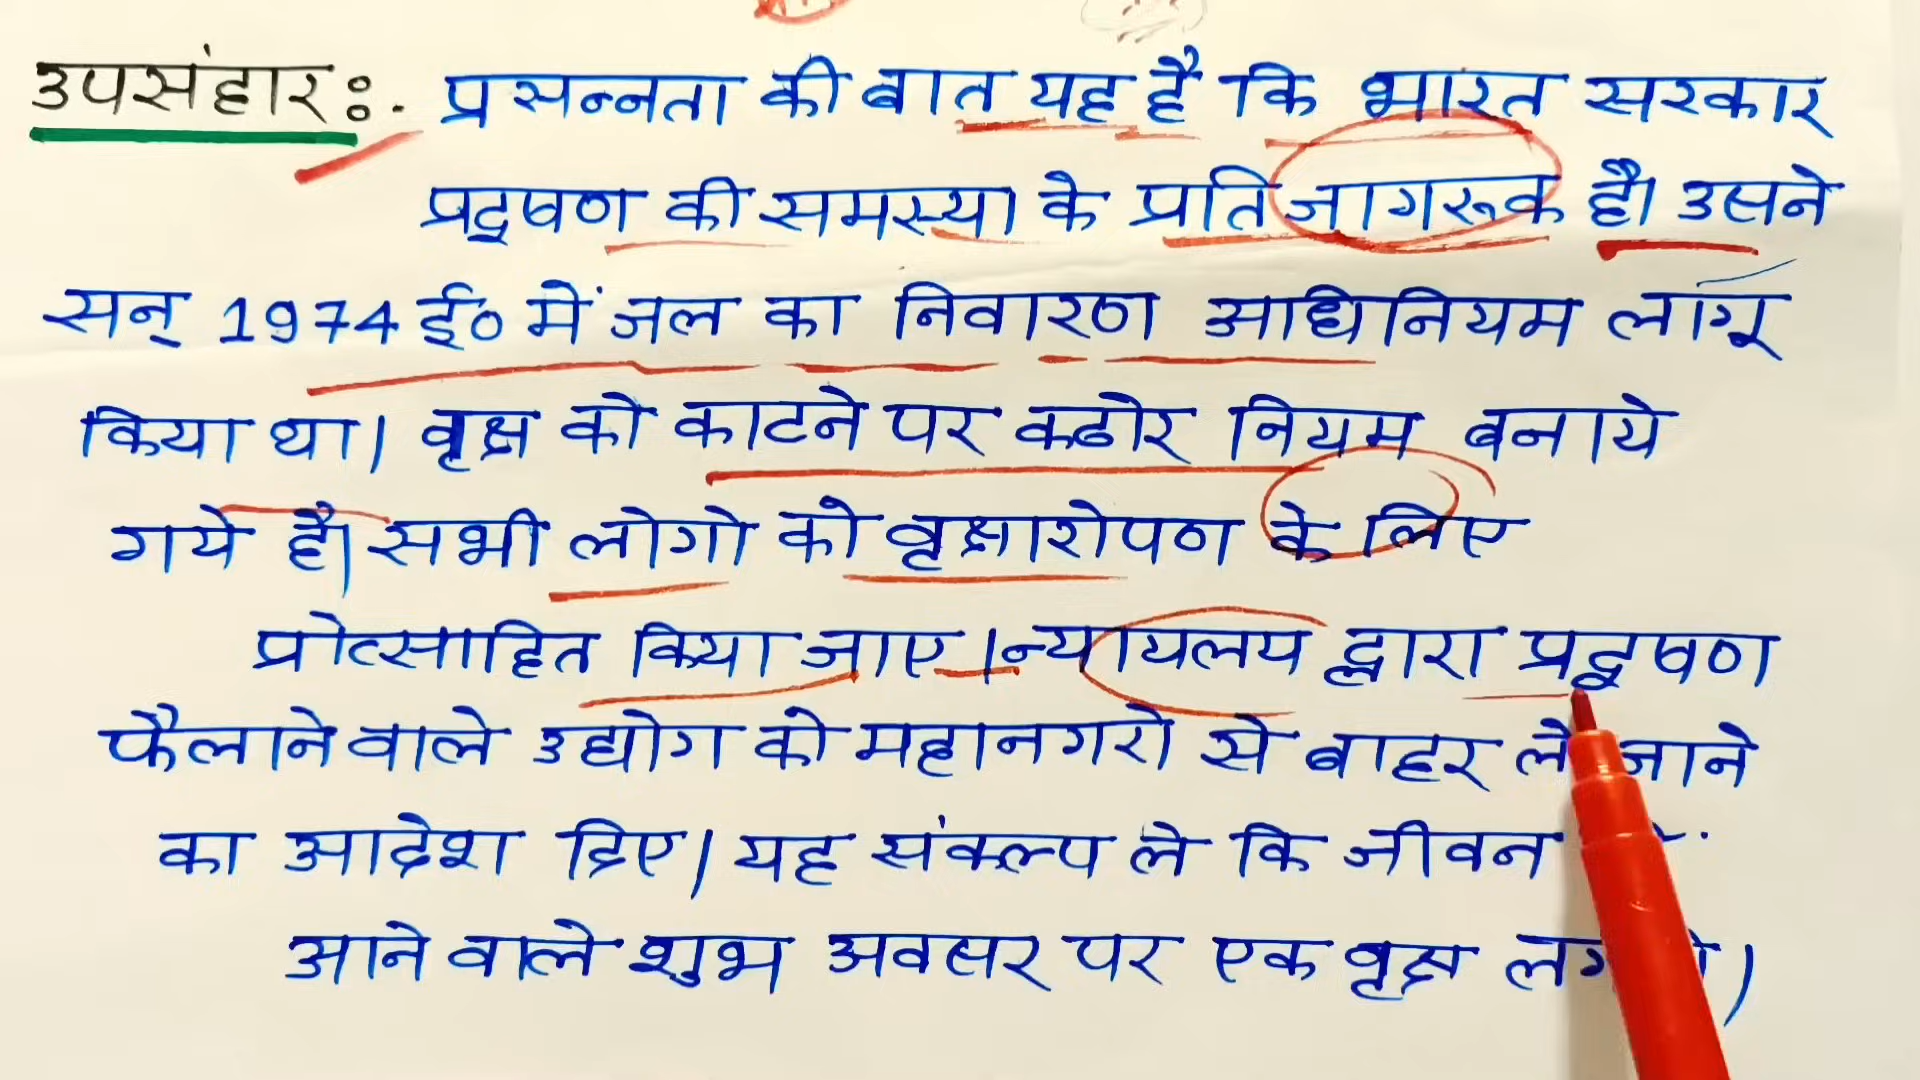 उपसंहार :- प्रसन्नता की बात यह है कि भारत सरकार
प्रदूषण की समस्या के प्रति जागरूक है। उसने
सन् 1974 ई० में जल का निवारण अधिनियम लागू
किया था। वृक्ष को काटने पर कठोर नियम बनाये
गये है। सभी लोगो को वृक्षारोपण के लिए
प्रोत्साहित किया जाए। न्यायलय द्वारा प्रदूषण
फैलाने वाले उद्योग को महानगरो से बाहर ले जाने
का आदेश दिए। यह संकल्प ले कि जीवन
आने वाले शुभ अवसर पर एक वृक्ष